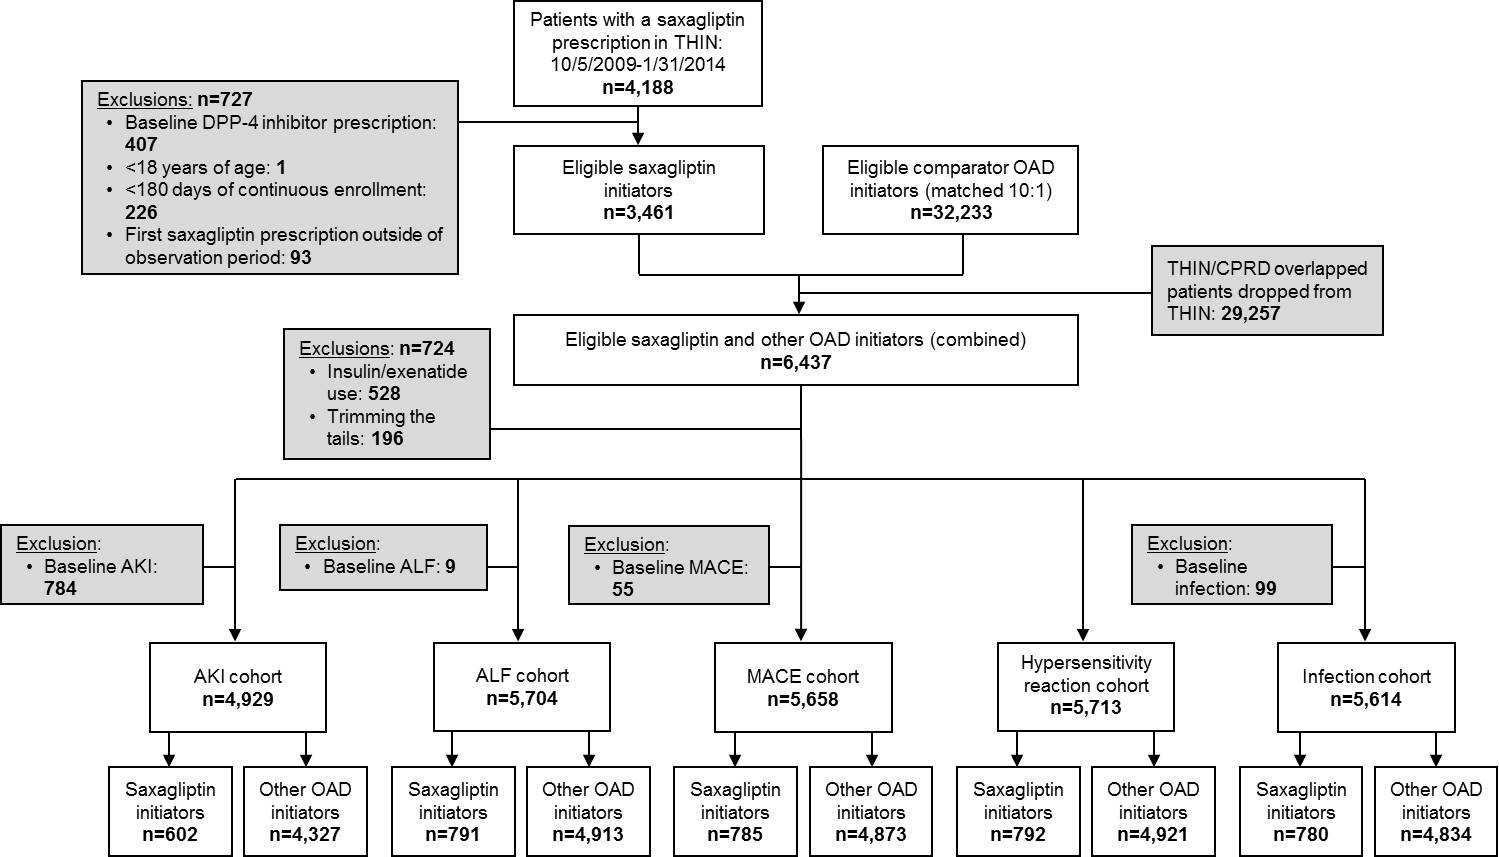 Patients with a saxagliptin
prescription in THIN:
10/5/2009-1/31/2014
n=4,188
Exclusions: n=727
• Baseline DPP-4 inhibitor prescription:
407
• <18 years of age: 1
• <180 days of continuous enrollment:
226
• First saxagliptin prescription outside of
observation period: 93
Eligible saxagliptin
initiators
n=3,461
Eligible comparator OAD
initiators (matched 10:1)
n=32,233
THIN/CPRD overlapped
patients dropped from
THIN: 29,257
Eligible saxagliptin and other OAD initiators (combined)
n=6,437
Exclusions: n=724
• Insulin/exenatide
use: 528
• Trimming the
tails: 196
Exclusion:
• Baseline AKI:
784
Exclusion:
• Baseline ALF: 9
Exclusion:
• Baseline MACE:
55
Exclusion:
• Baseline
infection: 99
AKI cohort
n=4,929
ALF cohort
n=5,704
MACE cohort
n=5,658
Hypersensitivity
reaction cohort
n=5,713
Infection cohort
n=5,614
Saxagliptin
initiators
n=602
Other OAD
initiators
n=4,327
Saxagliptin
initiators
n=791
Other OAD
initiators
n=4,913
Saxagliptin
initiators
n=785
Other OAD
initiators
n=4,873
Saxagliptin
initiators
n=792
Other OAD
initiators
n=4,921
Saxagliptin
initiators
n=780
Other OAD
initiators
n=4,834